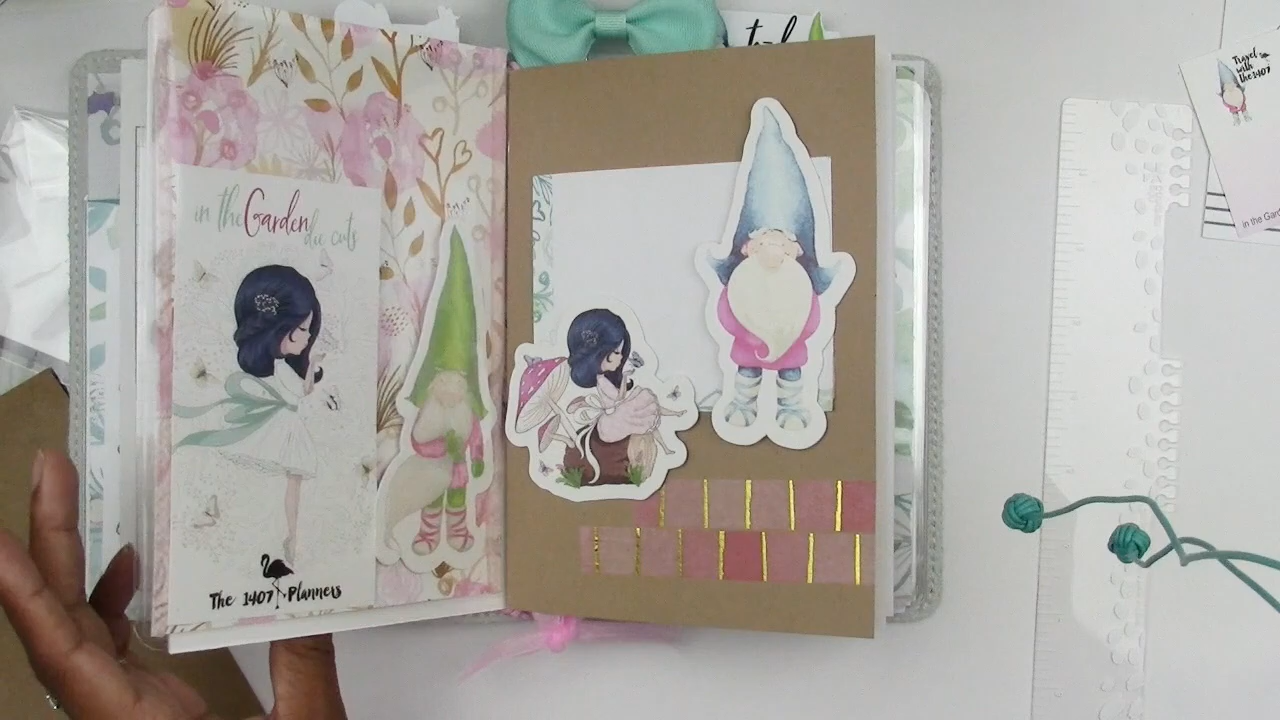 in the Garden
die cuts
The 1407 Planners
Travel
with
the 1407
in the Gar